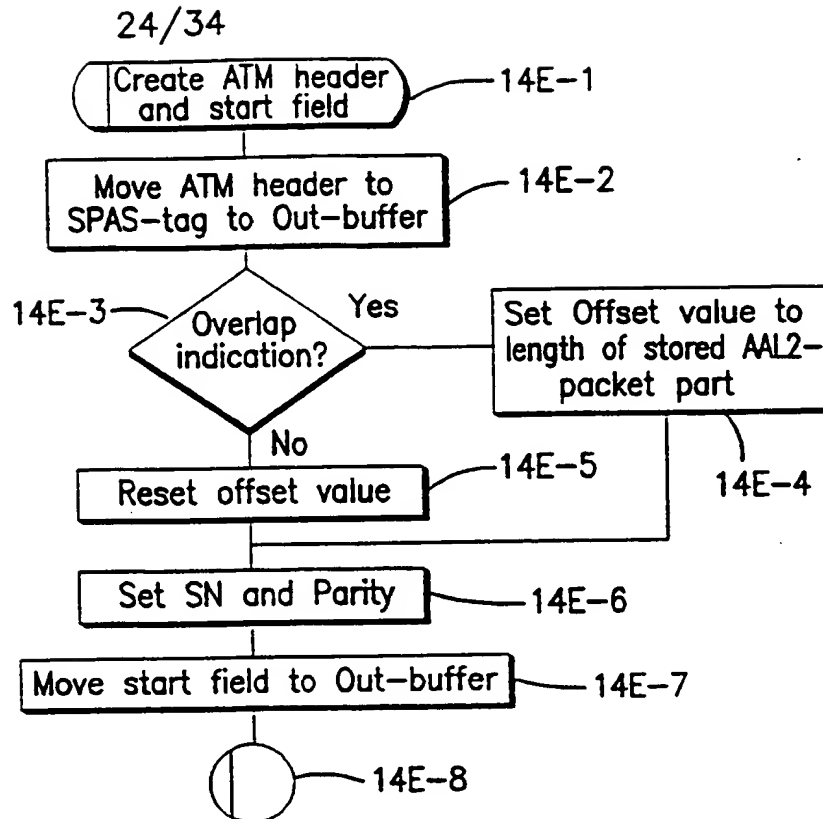 24/34
Create ATM header
and start field
14E-1
Move ATM header to
SPAS-tag to Out-buffer
14E-2
14E-3
Overlap
indication?
Yes
Set Offset value to
length of stored AAL2-
packet part
14E-4
No
Reset offset value
14E-5
Set SN and Parity
14E-6
Move start field to Out-buffer
14E-7
14E-8